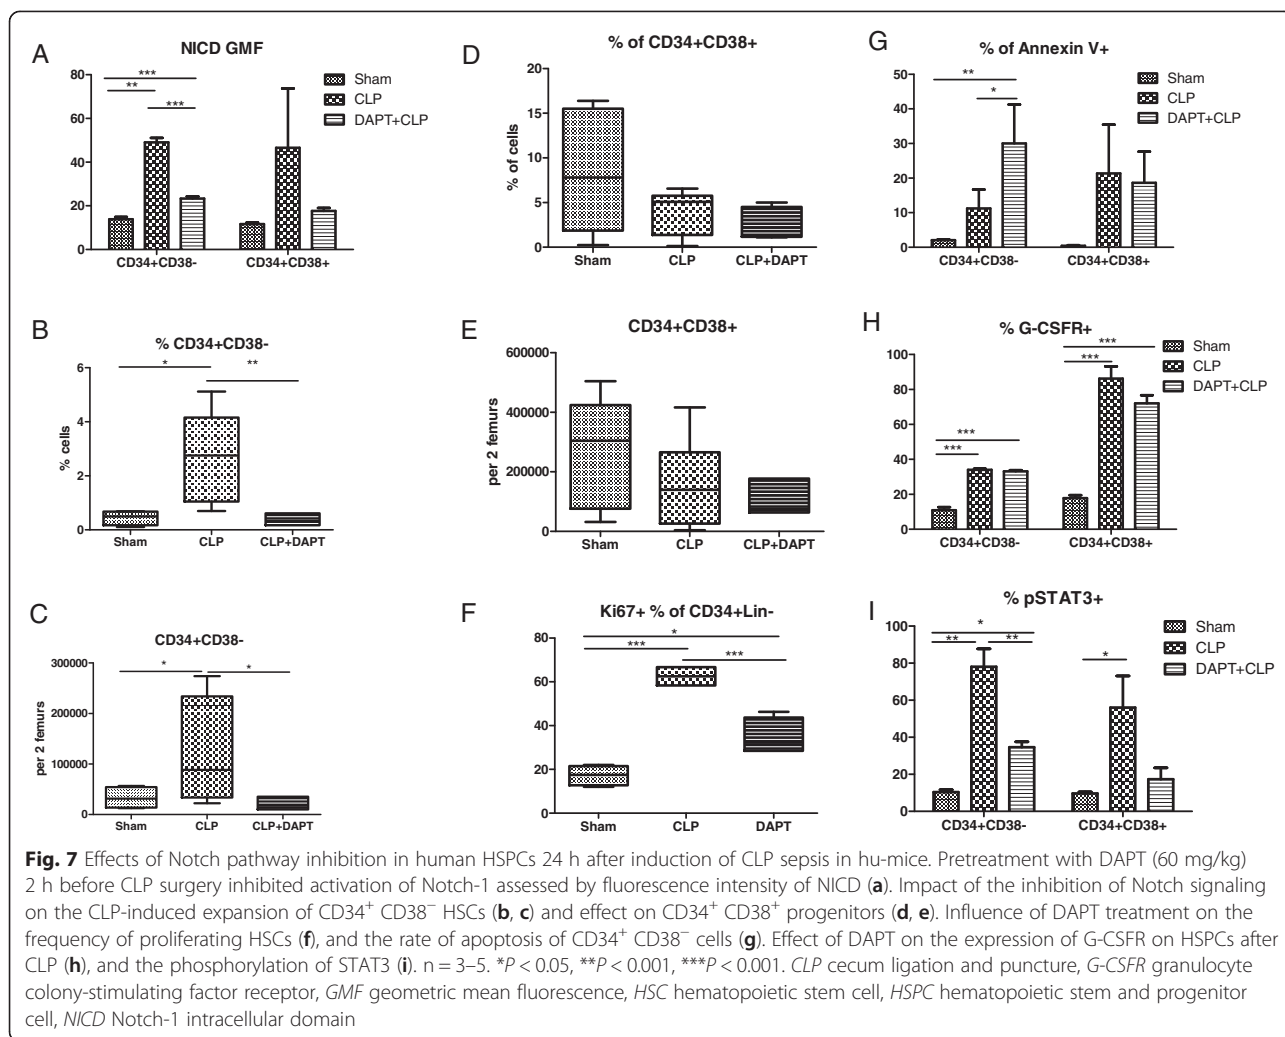 A
NICD GMF
80
60
40
20
0
***
**
***
CD34+CD38-
CD34+CD38+
Sham
CLP
DAPT+CLP
B
% CD34+CD38-
% cells
6
4
2
0
*
**
Sham
CLP
CLP+DAPT
C
CD34+CD38-
per 2 femurs
300000
200000
100000
0
*
*
Sham
CLP
CLP+DAPT
D
% of CD34+CD38+
% of cells
20
15
10
5
0
Sham
CLP
CLP+DAPT
E
CD34+CD38+
per 2 femurs
600000
400000
200000
0
Sham
CLP
CLP+DAPT
F
Ki67+ % of CD34+Lin-
80
60
40
20
0
*
***
***
Sham
CLP
DAPT
G
% of Annexin V+
50
40
30
20
10
0
**
*
CD34+CD38-
CD34+CD38+
Sham
CLP
DAPT+CLP
H
% G-CSFR+
100
80
60
40
20
0
***
***
***
***
CD34+CD38-
CD34+CD38+
Sham
CLP
DAPT+CLP
I
% pSTAT3+
100
80
60
40
20
0
*
**
**
*
CD34+CD38-
CD34+CD38+
Sham
CLP
DAPT+CLP
Fig. 7 Effects of Notch pathway inhibition in human HSPCs 24 h after induction of CLP sepsis in hu-mice. Pretreatment with DAPT (60 mg/kg)
2 h before CLP surgery inhibited activation of Notch-1 assessed by fluorescence intensity of NICD (a). Impact of the inhibition of Notch signaling
on the CLP-induced expansion of CD34⁺ CD38⁻ HSCs (b, c) and effect on CD34⁺ CD38⁺ progenitors (d, e). Influence of DAPT treatment on the
frequency of proliferating HSCs (f), and the rate of apoptosis of CD34⁺ CD38⁻ cells (g). Effect of DAPT on the expression of G-CSFR on HSPCs after
CLP (h), and the phosphorylation of STAT3 (i). n = 3–5. *P < 0.05, **P < 0.001, ***P < 0.001. CLP cecum ligation and puncture, G-CSFR granulocyte
colony-stimulating factor receptor, GMF geometric mean fluorescence, HSC hematopoietic stem cell, HSPC hematopoietic stem and progenitor
cell, NICD Notch-1 intracellular domain